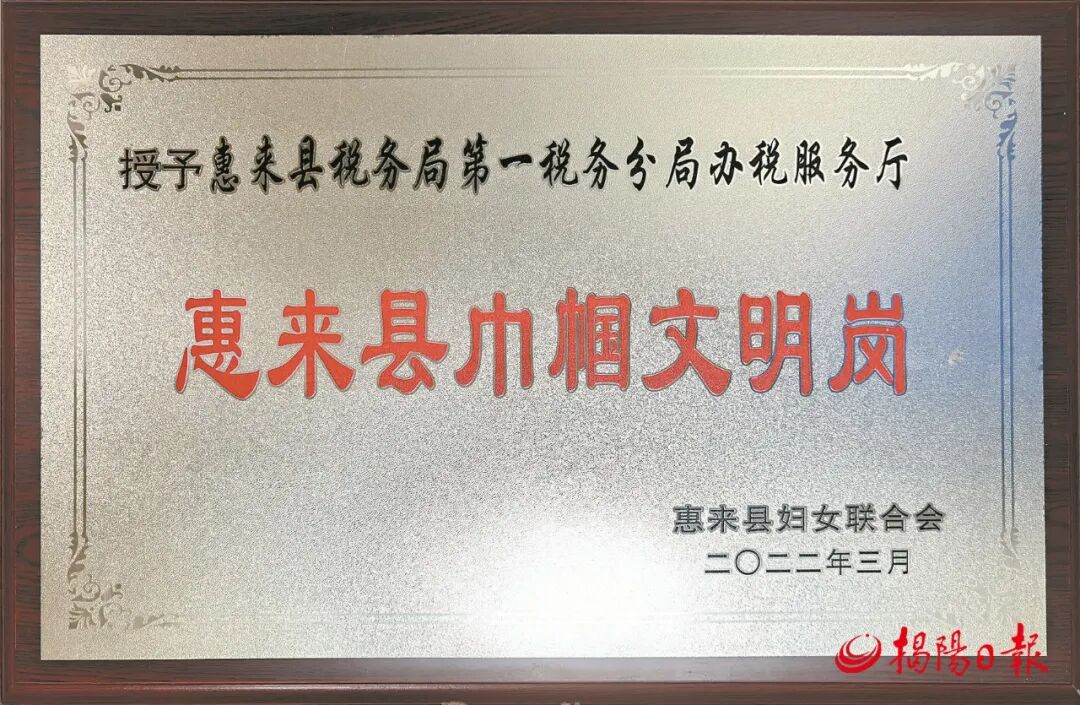 授予惠来县税务局第一税务分局办税服务厅
惠来县巾帼文明岗
惠来县妇女联合会
二〇二二年三月
揭陽日報